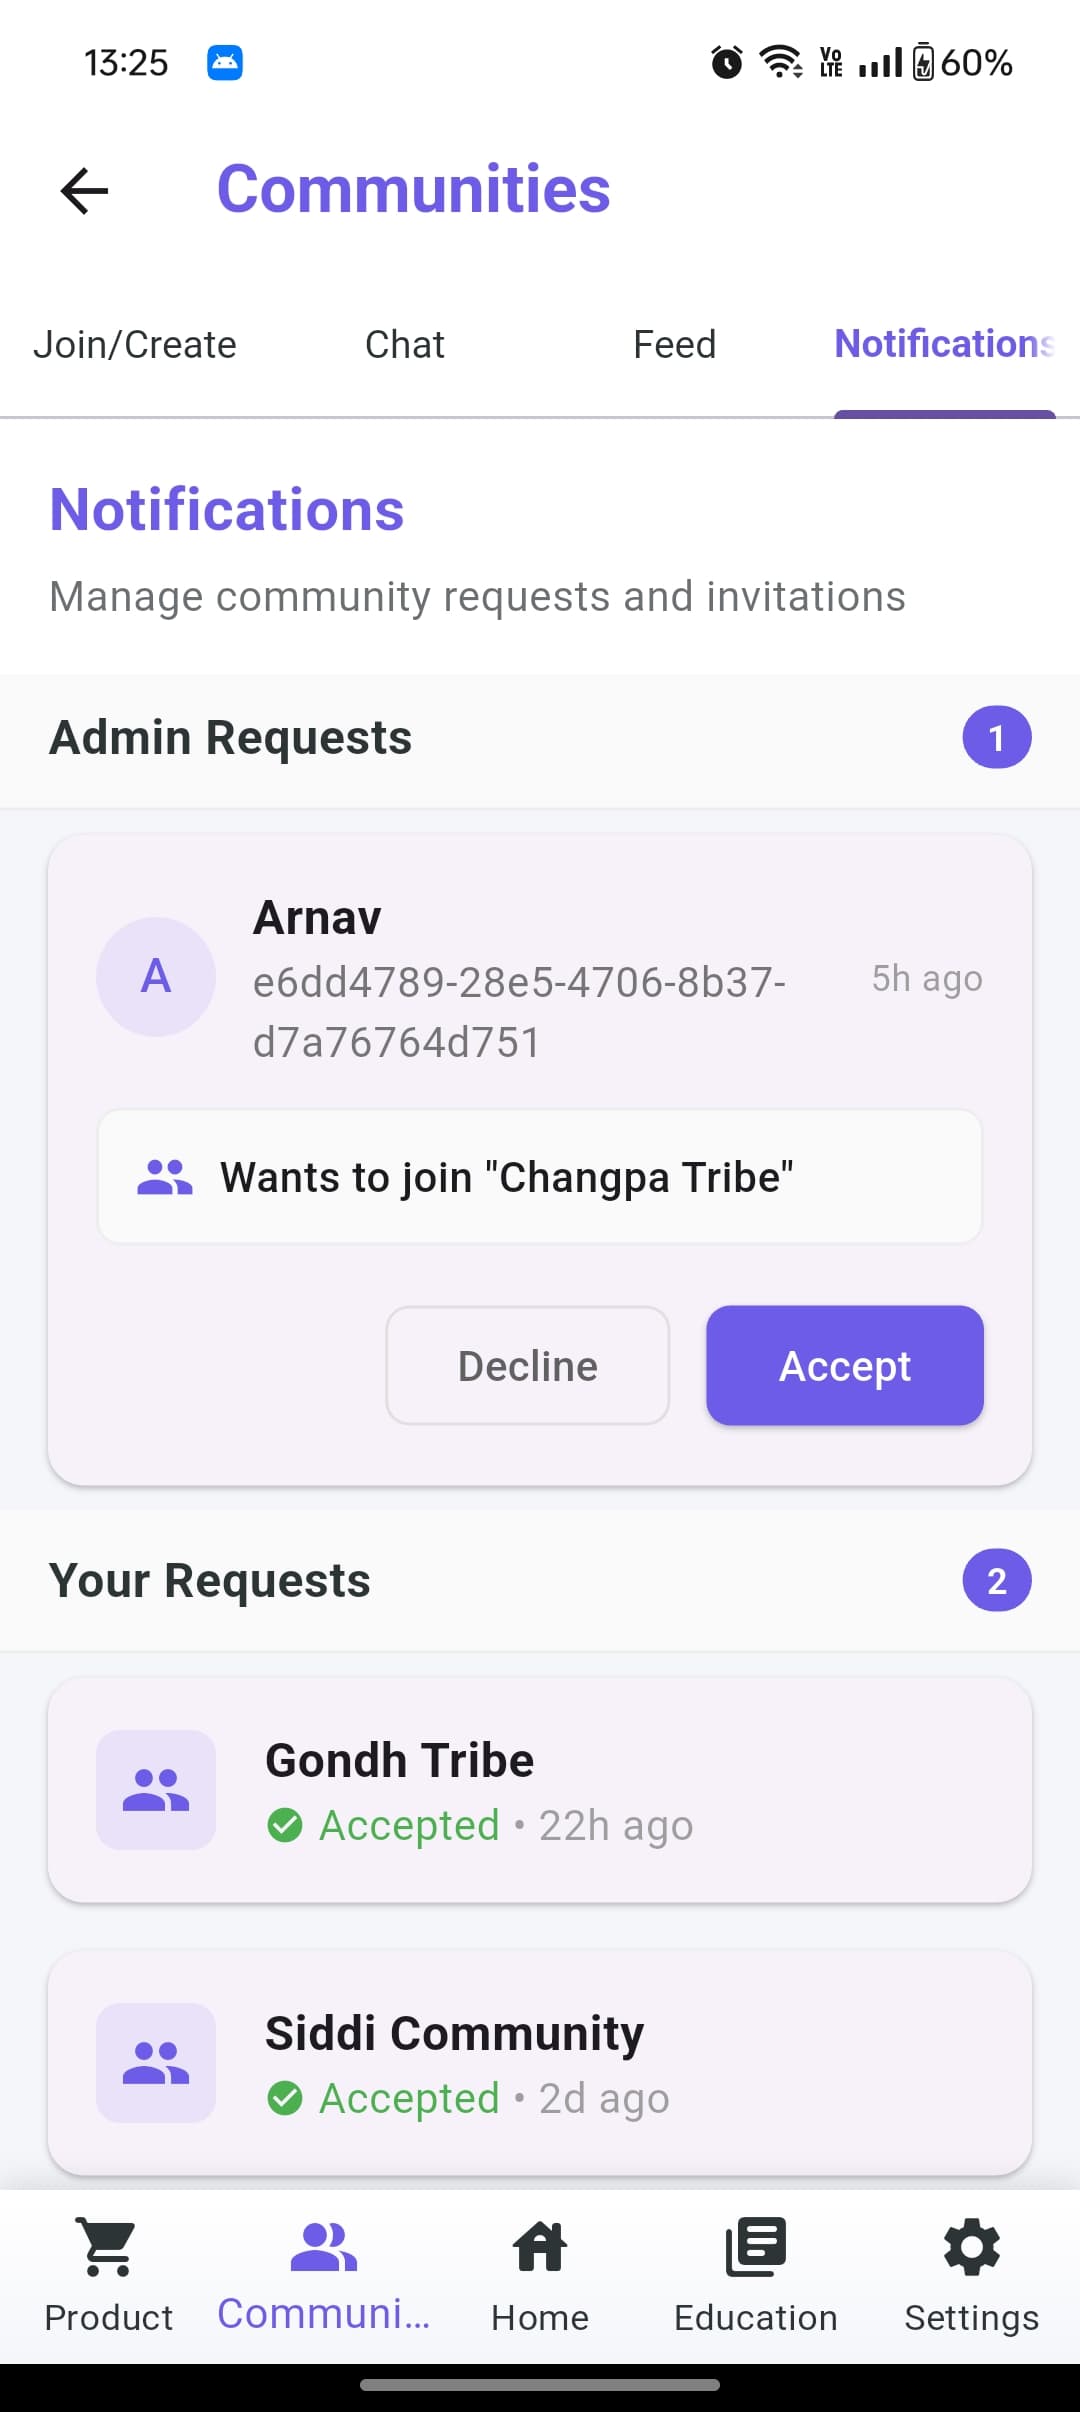 13:25
VoLTE
60%
Communities
Join/Create
Chat
Feed
Notifications
Notifications
Manage community requests and invitations
Admin Requests
1
A
Arnav
e6dd4789-28e5-4706-8b37-
d7a76764d751
5h ago
Wants to join "Changpa Tribe"
Decline
Accept
Your Requests
2
Gondh Tribe
Accepted • 22h ago
Siddi Community
Accepted • 2d ago
Product
Communi...
Home
Education
Settings